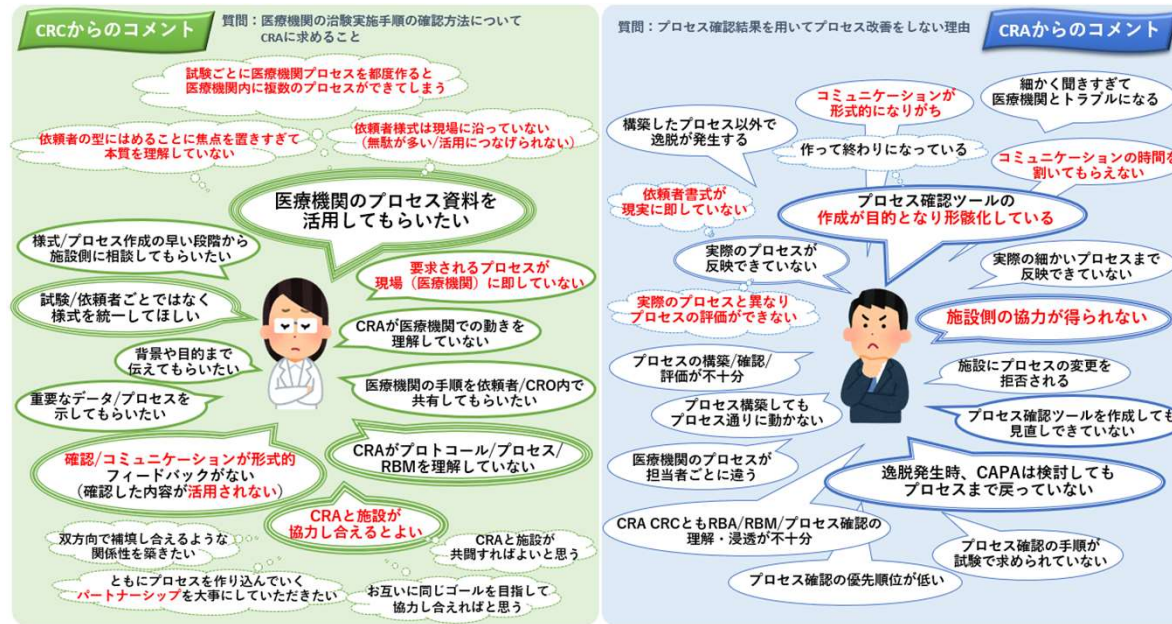 CRCからのコメント
質問：医療機関の治験実施手順の確認方法について
CRAに求めること
試験ごとに医療機関プロセスを都度作ると
医療機関内に複数のプロセスができてしまう
依頼者の型にはめることに焦点を置きすぎて
本質を理解していない
依頼者様式は現場に沿っていない
（無駄が多い/活用につなげられない）
医療機関のプロセス資料を
活用してもらいたい
様式/プロセス作成の早い段階から
施設側に相談してもらいたい
要求されるプロセスが
現場（医療機関）に即していない
試験/依頼者ごとではなく
様式を統一してほしい
CRAが医療機関での動きを
理解していない
背景や目的まで
伝えてもらいたい
医療機関の手順を依頼者/CRO内で
共有してもらいたい
重要なデータ/プロセスを
示してもらいたい
CRAがプロトコール/プロセス/
RBMを理解していない
確認/コミュニケーションが形式的
フィードバックがない
（確認した内容が活用されない）
CRAと施設が
協力し合えるとよい
双方向で補填し合えるような
関係性を築きたい
CRAと施設が
共闘すればよいと思う
ともにプロセスを作り込んでいく
パートナーシップを大事にしていただきたい
お互いに同じゴールを目指して
協力し合えればと思う
質問：プロセス確認結果を用いてプロセス改善をしない理由
CRAからのコメント
コミュニケーションが
形式的になりがち
細かく聞きすぎて
医療機関とトラブルになる
構築したプロセス以外で
逸脱が発生する
作って終わりになっている
コミュニケーションの時間を
割いてもらえない
依頼者書式が
現実に即していない
プロセス確認ツールの
作成が目的となり形骸化している
実際のプロセスが
反映できていない
実際の細かいプロセスまで
反映できていない
実際のプロセスと異なり
プロセスの評価ができない
施設側の協力が得られない
プロセスの構築/確認/
評価が不十分
施設にプロセスの変更を
拒否される
プロセス構築しても
プロセス通りに動かない
プロセス確認ツールを作成しても
見直しできていない
医療機関のプロセスが
担当者ごとに違う
逸脱発生時、CAPAは検討しても
プロセスまで戻っていない
CRA CRCともRBA/RBM/プロセス確認の
理解・浸透が不十分
プロセス確認の手順が
試験で求められていない
プロセス確認の優先順位が低い